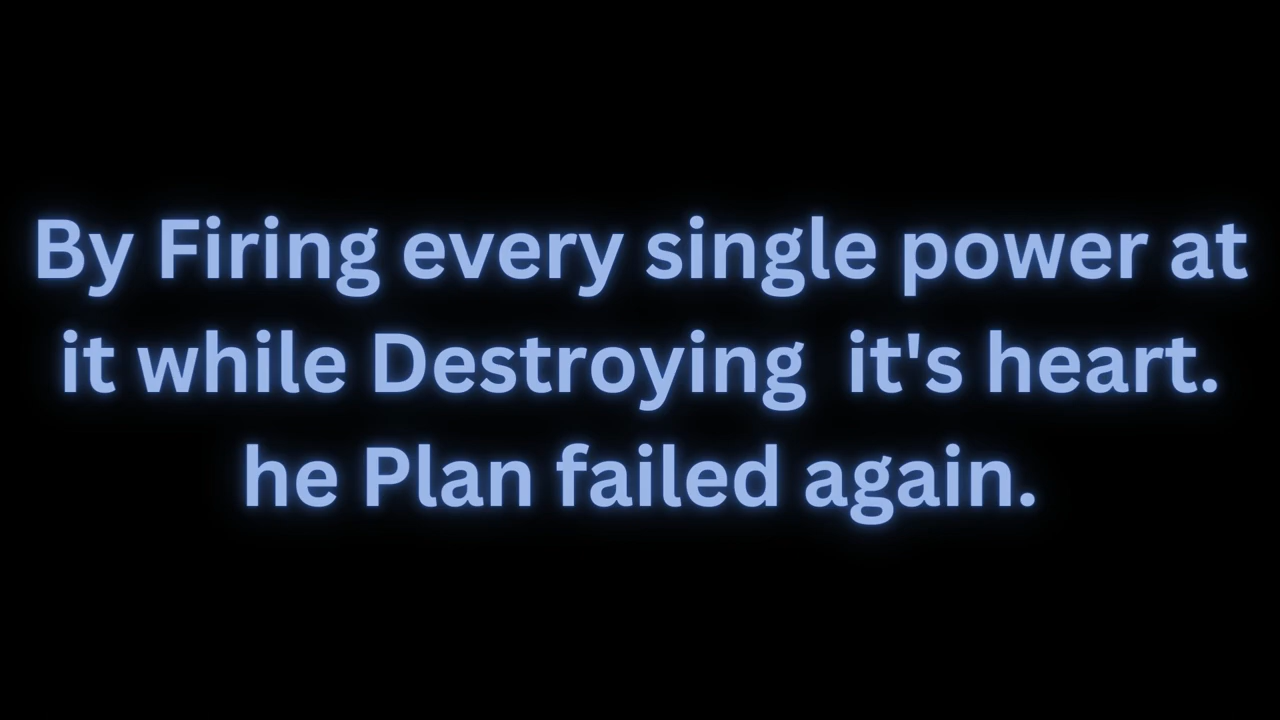 By Firing every single power at
it while Destroying  it's heart.
he Plan failed again.